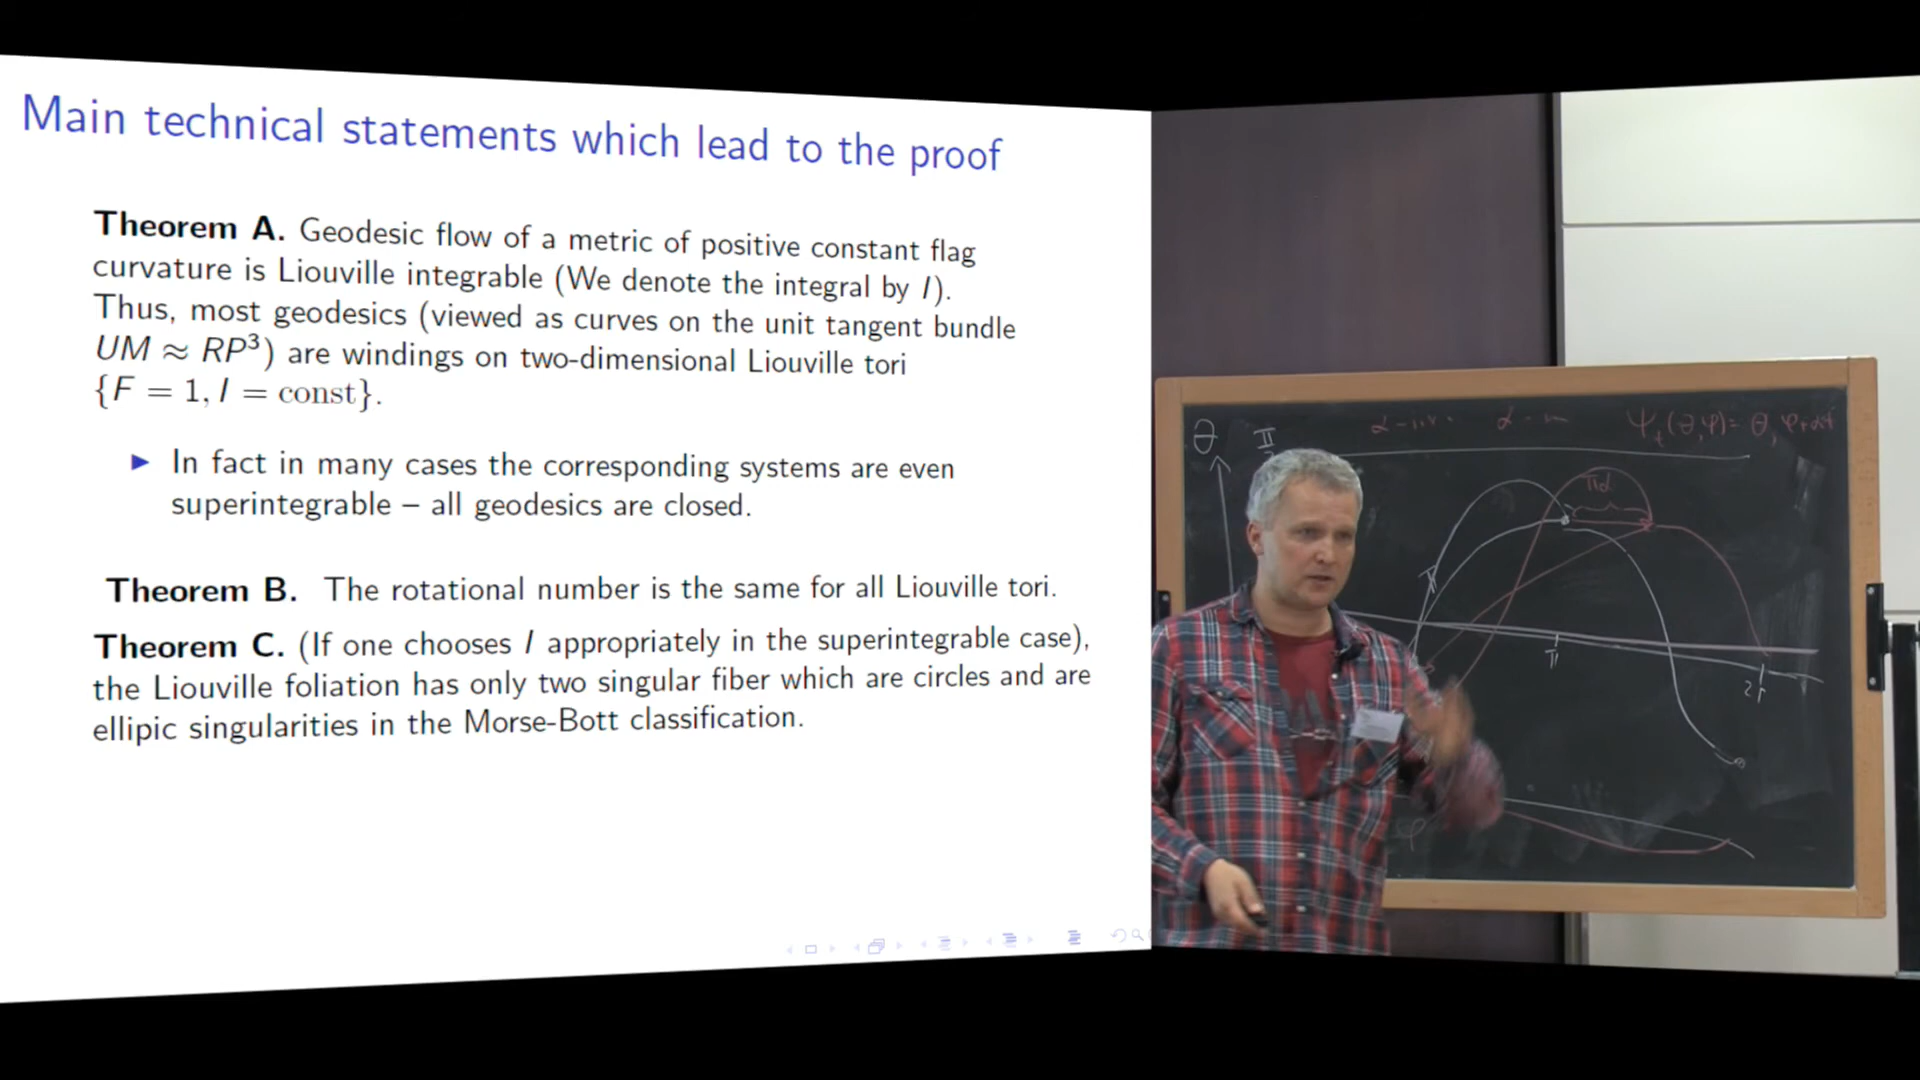 Main technical statements which lead to the proof
Theorem A. Geodesic flow of a metric of positive constant flag
curvature is Liouville integrable (We denote the integral by I).
Thus, most geodesics (viewed as curves on the unit tangent bundle
UM ≈ RP³) are windings on two-dimensional Liouville tori
{F = 1, I = const}.
▶ In fact in many cases the corresponding systems are even
superintegrable – all geodesics are closed.
Theorem B. The rotational number is the same for all Liouville tori.
Theorem C. (If one chooses I appropriately in the superintegrable case),
the Liouville foliation has only two singular fiber which are circles and are
ellipic singularities in the Morse-Bott classification.
θ
πα
π
φ